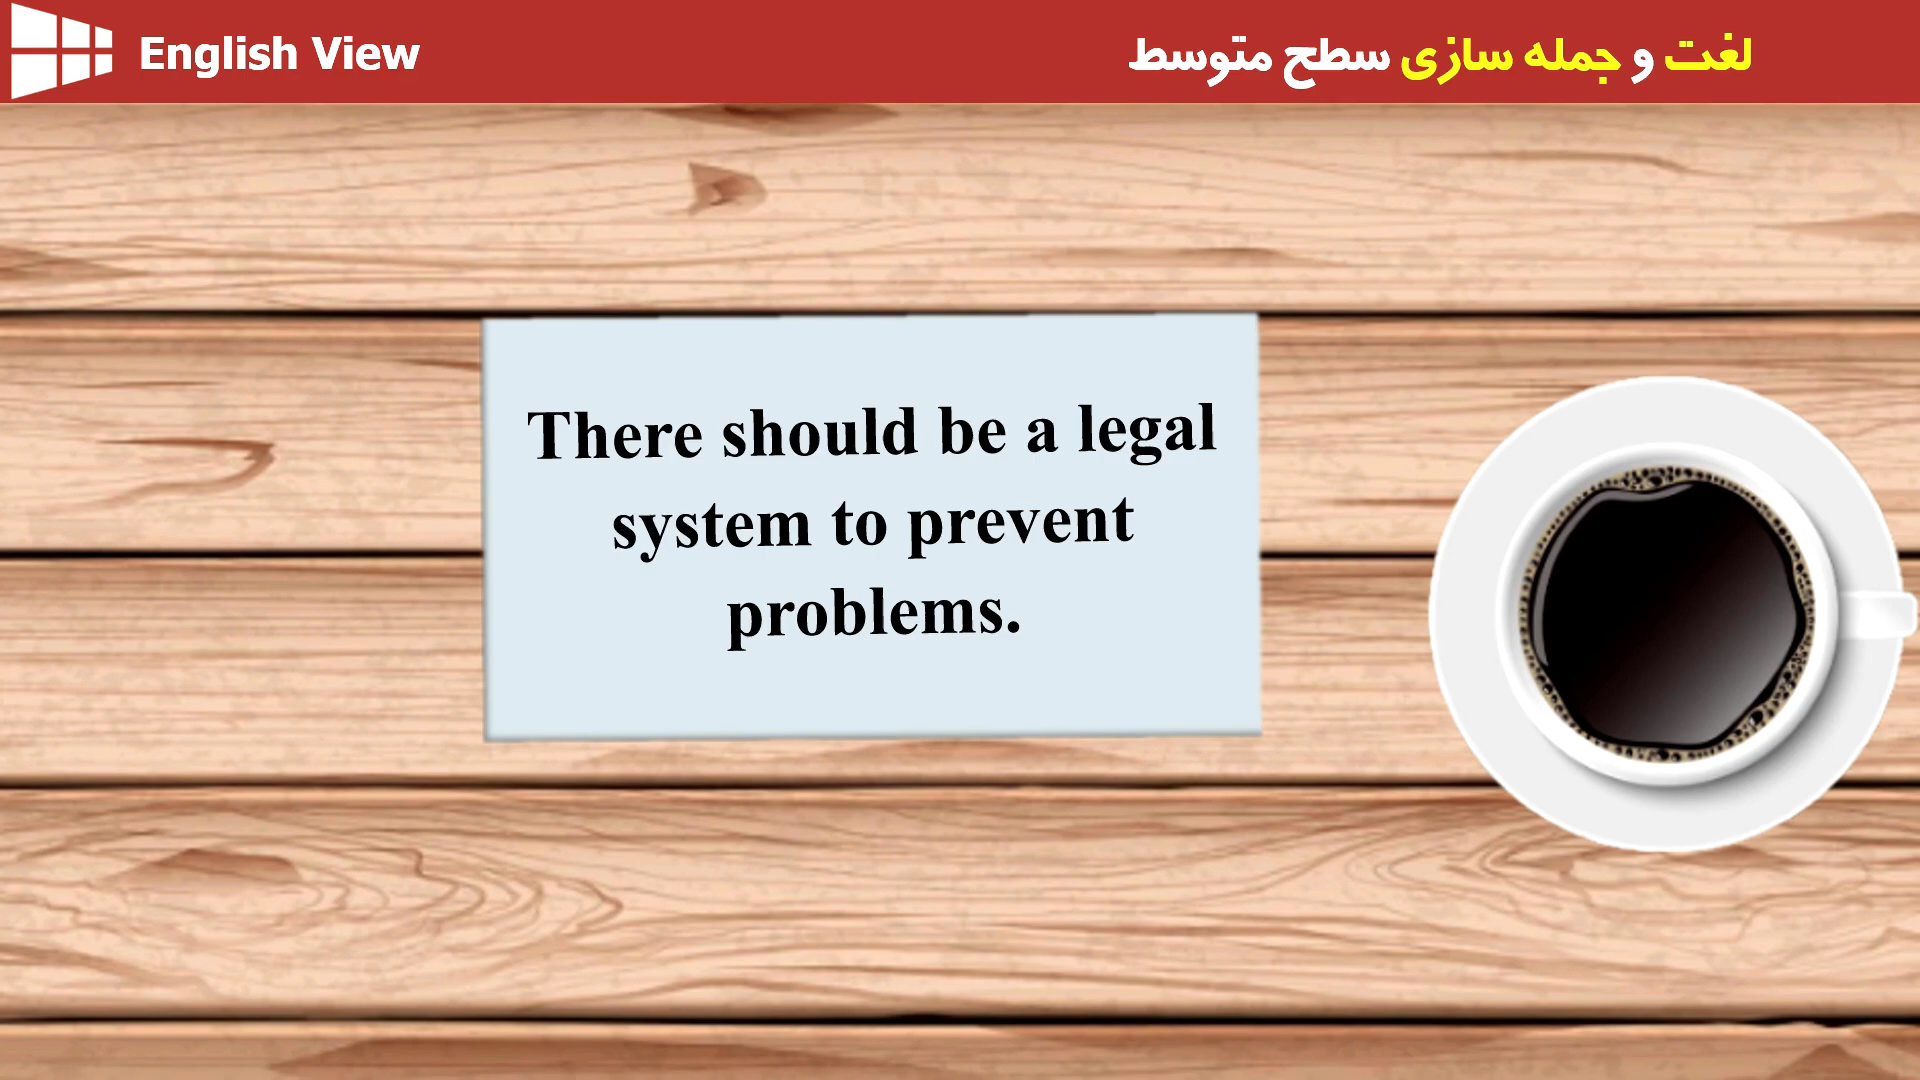 English View
لغت و جمله سازی سطح متوسط
There should be a legal
system to prevent
problems.